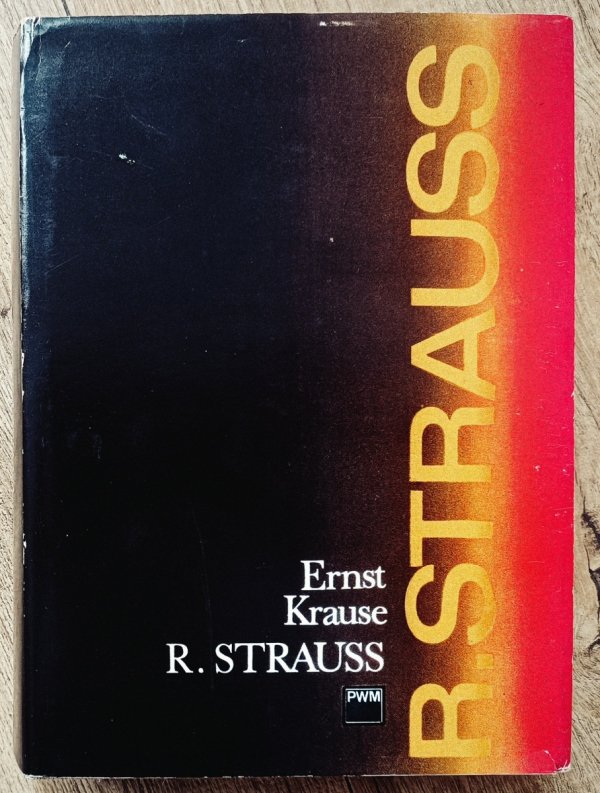 Ernst
Krause
R. STRAUSS
PWM
R. STRAUSS